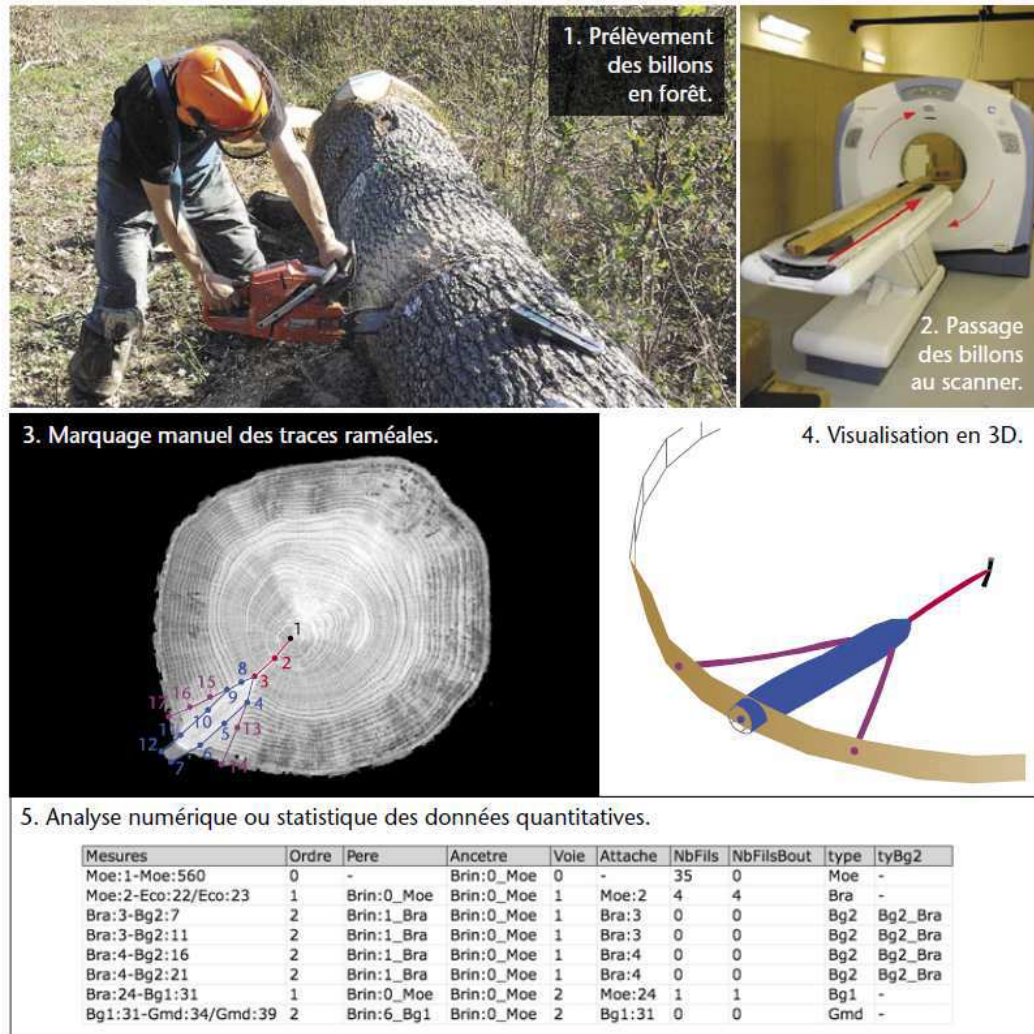 1. Prélèvement
des billons
en forêt.
2. Passage
des billons
au scanner.
3. Marquage manuel des traces raméales.
1
2
3
8
4
9
15
16
17
10
5
13
11
6
12
7
14
4. Visualisation en 3D.
5. Analyse numérique ou statistique des données quantitatives.
Mesures Ordre Pere Ancetre Voie Attache NbFils NbFilsBout type tyBg2
Moe:1-Moe:560 0 - Brin:0_Moe 0 - 35 0 Moe -
Moe:2-Eco:22/Eco:23 1 Brin:0_Moe Brin:0_Moe 1 Moe:2 4 4 Bra -
Bra:3-Bg2:7 2 Brin:1_Bra Brin:0_Moe 1 Bra:3 0 0 Bg2 Bg2_Bra
Bra:3-Bg2:11 2 Brin:1_Bra Brin:0_Moe 1 Bra:3 0 0 Bg2 Bg2_Bra
Bra:4-Bg2:16 2 Brin:1_Bra Brin:0_Moe 1 Bra:4 0 0 Bg2 Bg2_Bra
Bra:4-Bg2:21 2 Brin:1_Bra Brin:0_Moe 1 Bra:4 0 0 Bg2 Bg2_Bra
Bra:24-Bg1:31 1 Brin:0_Moe Brin:0_Moe 2 Moe:24 1 1 Bg1 -
Bg1:31-Gmd:34/Gmd:39 2 Brin:6_Bg1 Brin:0_Moe 2 Bg1:31 0 0 Gmd -